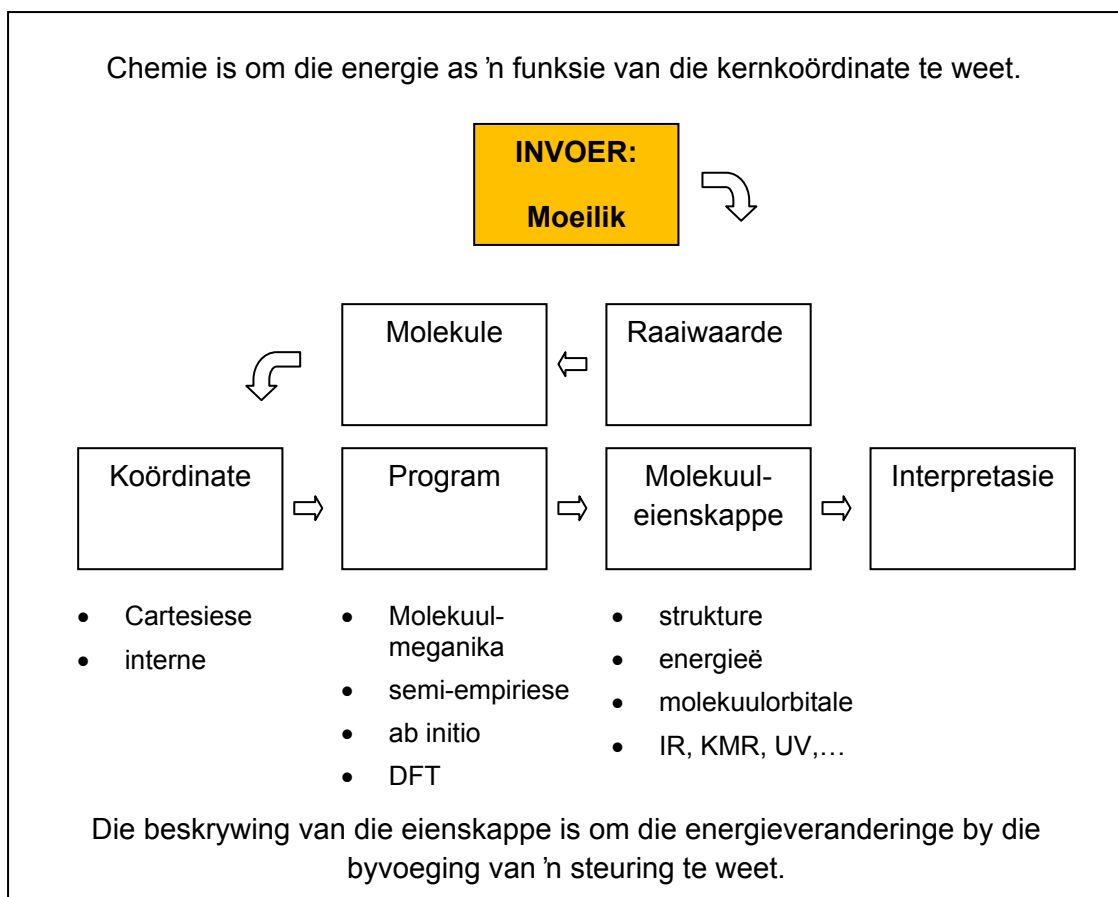 Chemie is om die energie as 'n funksie van die kernkoördinate te weet.
INVOER:
Moeilik
Molekule
Raaiwaarde
Koördinate
Program
Molekuul-
eienskappe
Interpretasie
• Cartesiese
• interne
• Molekuul-
meganika
• semi-empiriese
• ab initio
• DFT
• strukture
• energieë
• molekuulorbitale
• IR, KMR, UV,…
Die beskrywing van die eienskappe is om die energieveranderinge by die
byvoeging van 'n steuring te weet.